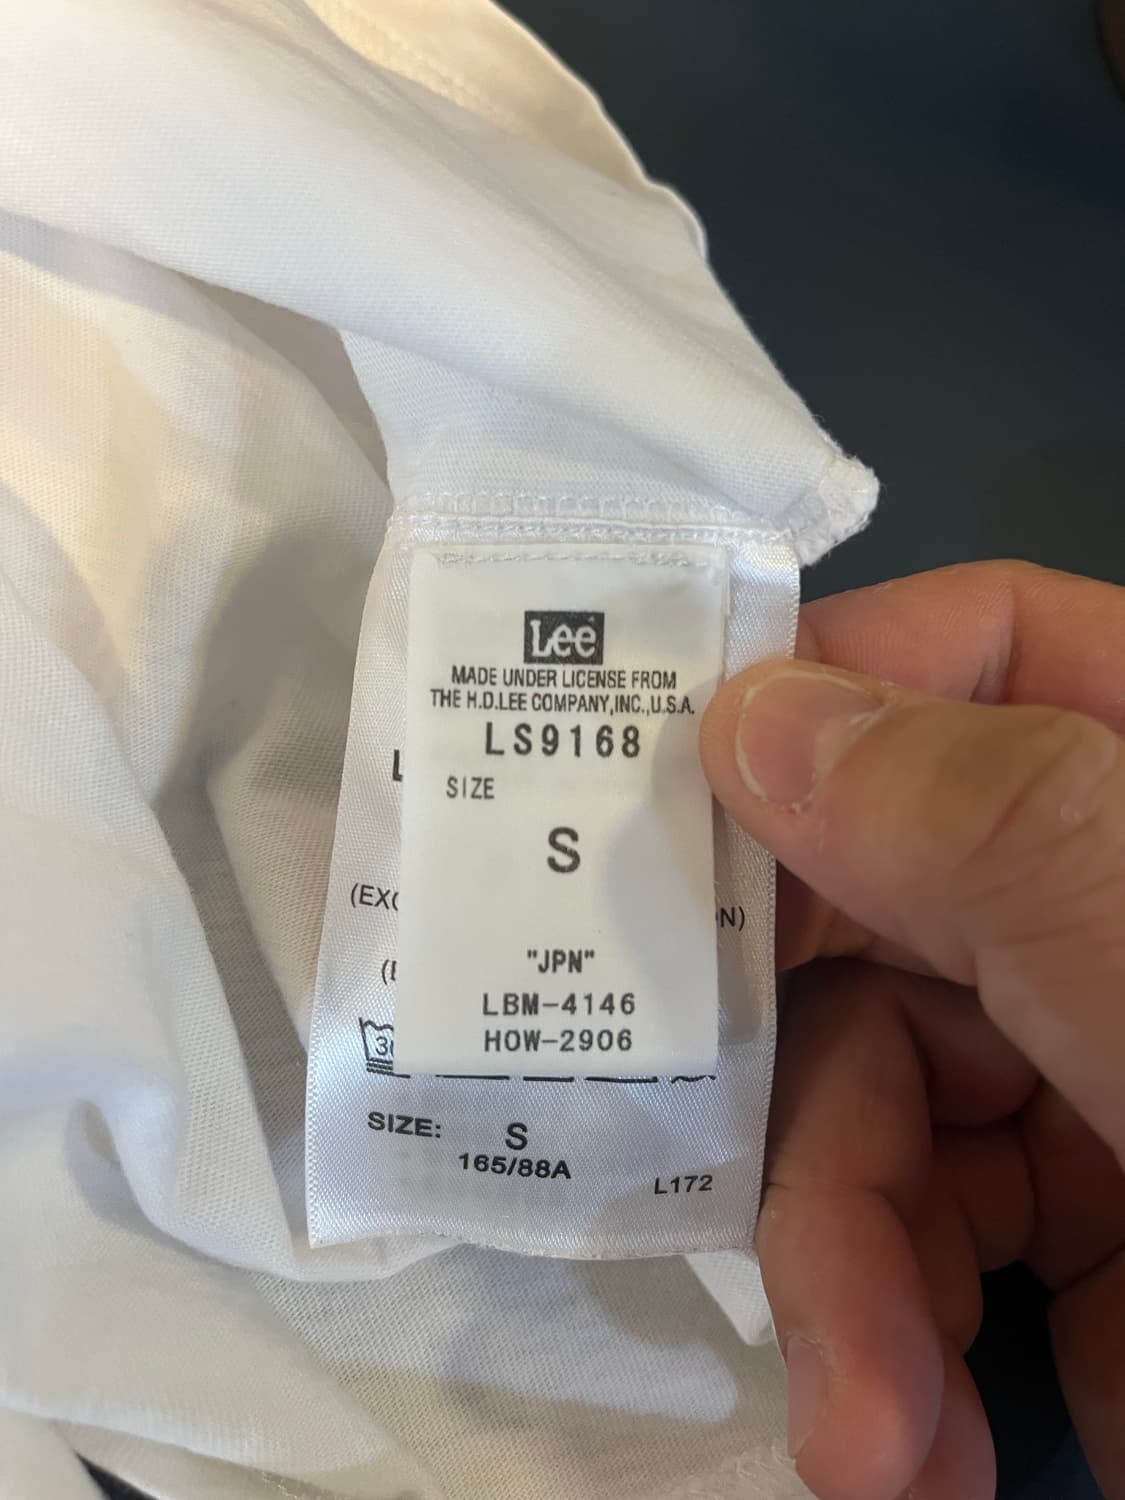 Lee
MADE UNDER LICENSE FROM
THE H.D.LEE COMPANY,INC.,U.S.A.
LS9168
SIZE
S
"JPN"
LBM-4146
HOW-2906
SIZE: S
165/88A
L172